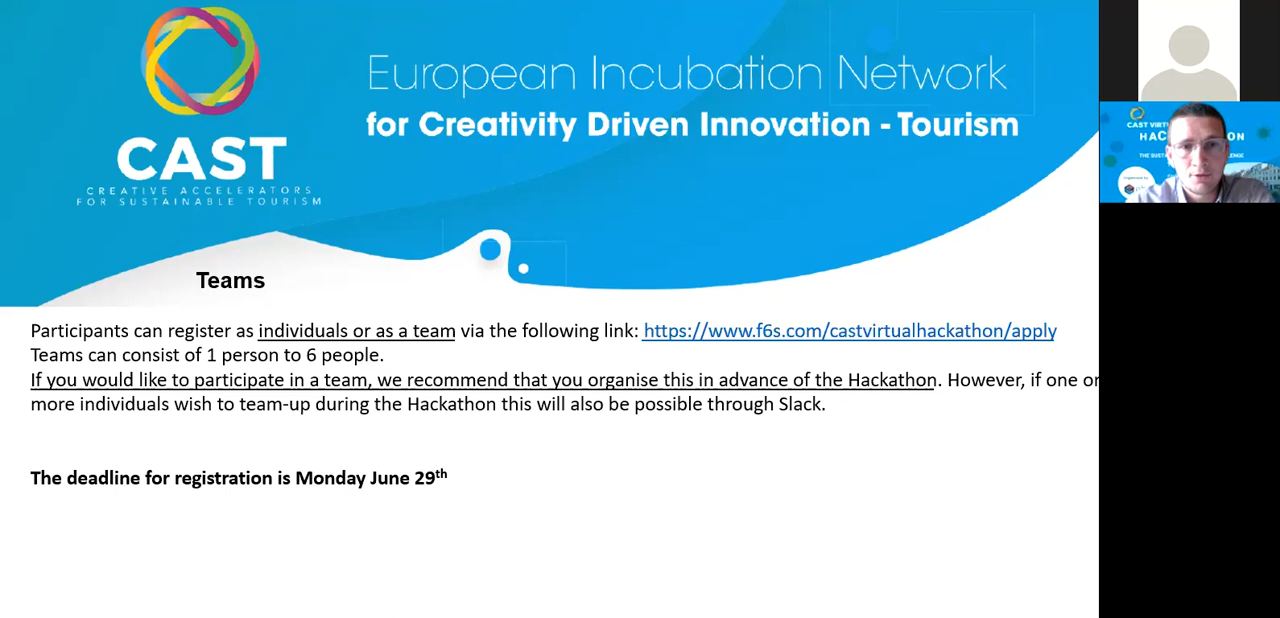 European Incubation Network
for Creativity Driven Innovation - Tourism
CAST
CREATIVE ACCELERATORS
FOR SUSTAINABLE TOURISM
Teams
Participants can register as individuals or as a team via the following link: https://www.f6s.com/castvirtualhackathon/apply
Teams can consist of 1 person to 6 people.
If you would like to participate in a team, we recommend that you organise this in advance of the Hackathon. However, if one or
more individuals wish to team-up during the Hackathon this will also be possible through Slack.
The deadline for registration is Monday June 29th